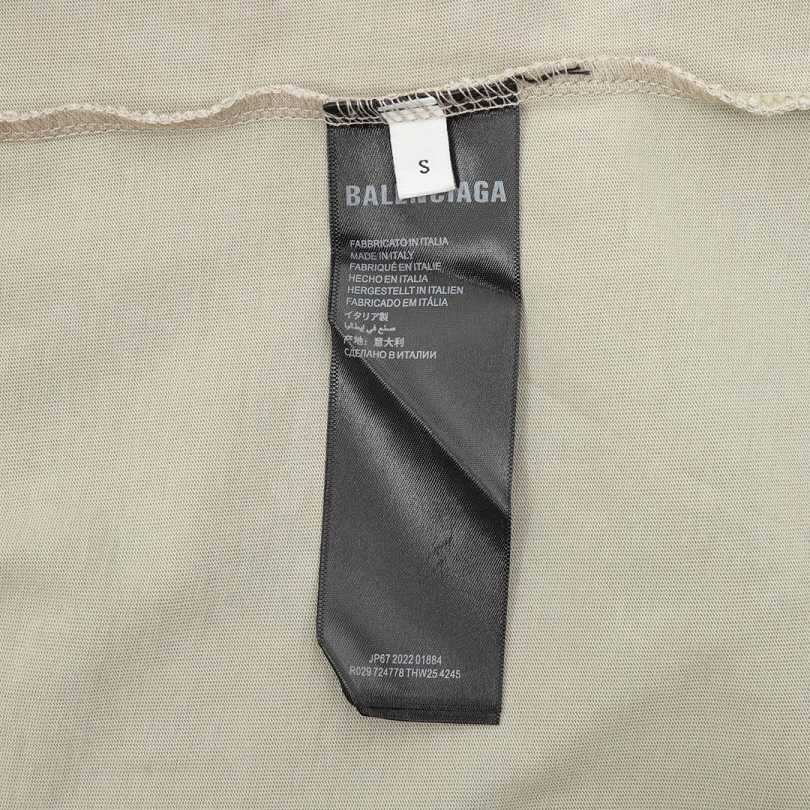 S
BALENCIAGA
FABBRICATO IN ITALIA
MADE IN ITALY
FABRIQUÉ EN ITALIE
HECHO EN ITALIA
HERGESTELLT IN ITALIEN
FABRICADO EM ITÁLIA
イタリア製
صنع في إيطاليا
产地：意大利
СДЕЛАНО В ИТАЛИИ
JP67 2022 01884
R029 724778 THW25 4245